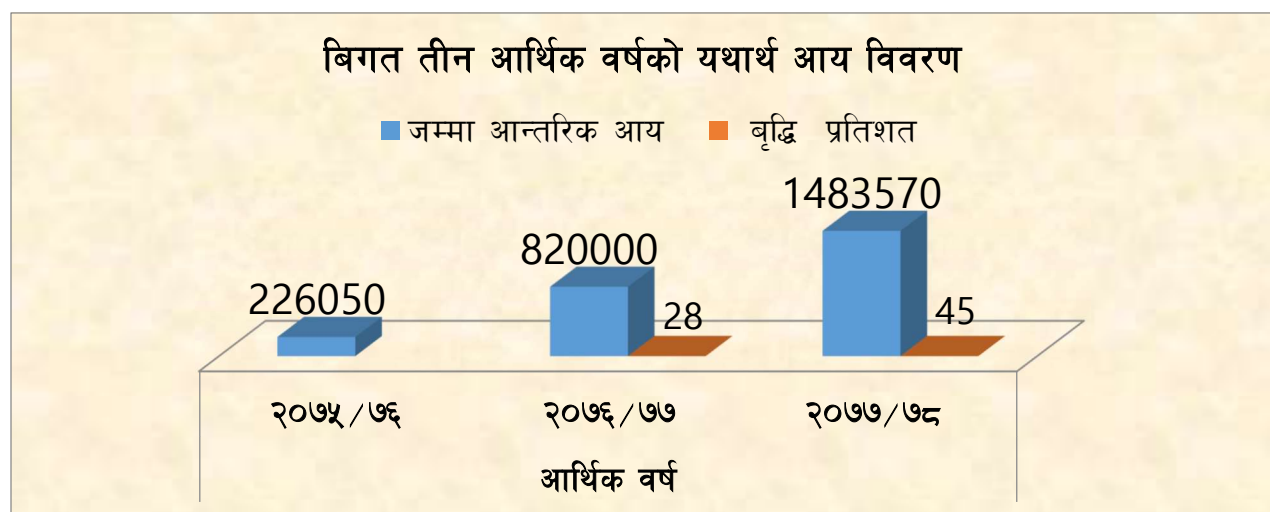 बिगत तीन आर्थिक वर्षको यथार्थ आय विवरण
जम्मा आन्तरिक आय बृद्धि प्रतिशत
1483570
820000
226050
28
45
२०७५/७६ २०७६/७७ २०७७/७८
आर्थिक वर्ष